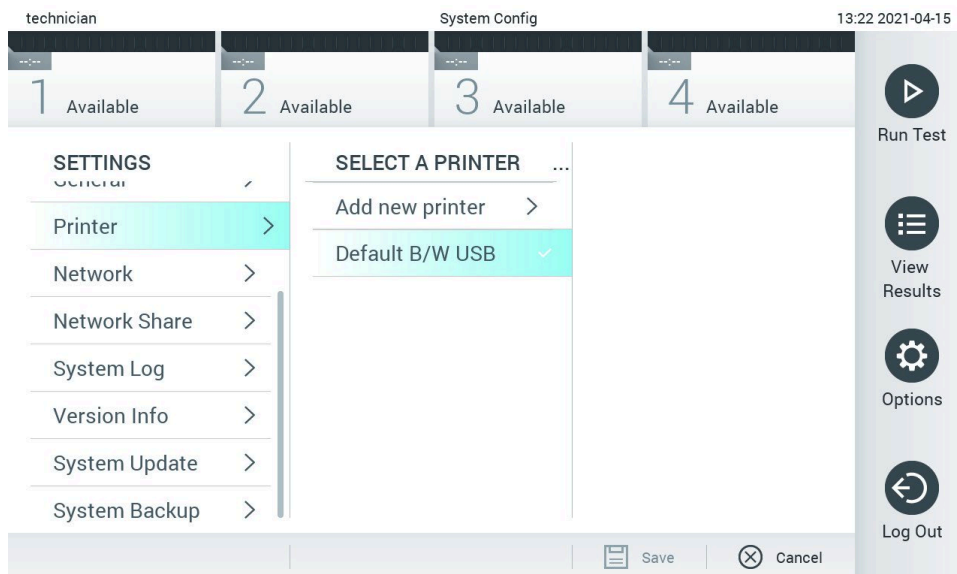 technician
System Config
13:22 2021-04-15
--:--
--:--
--:--
--:--
1 Available
2 Available
3 Available
4 Available
SETTINGS
General
Printer
Network
Network Share
System Log
Version Info
System Update
System Backup
SELECT A PRINTER ...
Add new printer
Default B/W USB
Save
Cancel
Run Test
View
Results
Options
Log Out